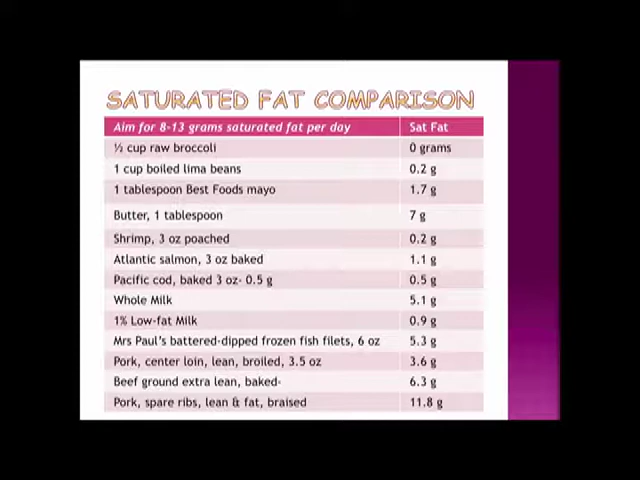 SATURATED FAT COMPARISON
Aim for 8-13 grams saturated fat per day Sat Fat
½ cup raw broccoli 0 grams
1 cup boiled lima beans 0.2 g
1 tablespoon Best Foods mayo 1.7 g
Butter, 1 tablespoon 7 g
Shrimp, 3 oz poached 0.2 g
Atlantic salmon, 3 oz baked 1.1 g
Pacific cod, baked 3 oz- 0.5 g 0.5 g
Whole Milk 5.1 g
1% Low-fat Milk 0.9 g
Mrs Paul's battered-dipped frozen fish filets, 6 oz 5.3 g
Pork, center loin, lean, broiled, 3.5 oz 3.6 g
Beef ground extra lean, baked- 6.3 g
Pork, spare ribs, lean & fat, braised 11.8 g